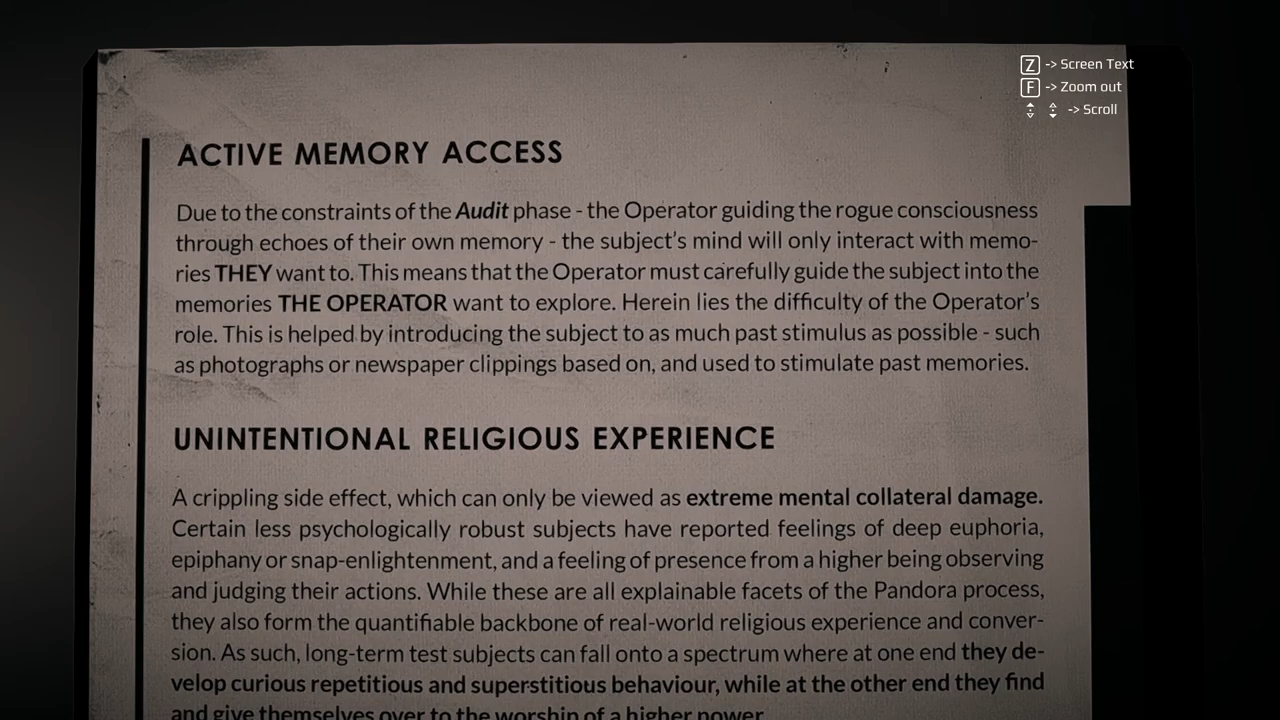 Z -> Screen Text
F -> Zoom out
-> Scroll
ACTIVE MEMORY ACCESS
Due to the constraints of the Audit phase - the Operator guiding the rogue consciousness
through echoes of their own memory - the subject's mind will only interact with memo-
ries THEY want to. This means that the Operator must carefully guide the subject into the
memories THE OPERATOR want to explore. Herein lies the difficulty of the Operator's
role. This is helped by introducing the subject to as much past stimulus as possible - such
as photographs or newspaper clippings based on, and used to stimulate past memories.
UNINTENTIONAL RELIGIOUS EXPERIENCE
A crippling side effect, which can only be viewed as extreme mental collateral damage.
Certain less psychologically robust subjects have reported feelings of deep euphoria,
epiphany or snap-enlightenment, and a feeling of presence from a higher being observing
and judging their actions. While these are all explainable facets of the Pandora process,
they also form the quantifiable backbone of real-world religious experience and conver-
sion. As such, long-term test subjects can fall onto a spectrum where at one end they de-
velop curious repetitious and superstitious behaviour, while at the other end they find
and give themselves over to the worship of a higher power.